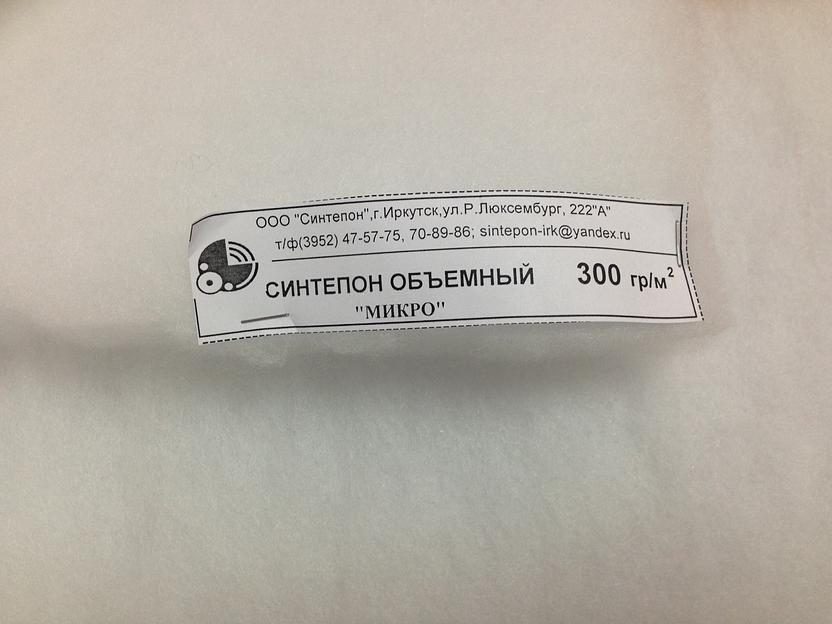 ООО "Синтепон",г.Иркутск,ул.Р.Люксембург, 222"А"
т/ф(3952) 47-57-75, 70-89-86; sintepon-irk@yandex.ru
СИНТЕПОН ОБЪЕМНЫЙ 300 гр/м²
"МИКРО"